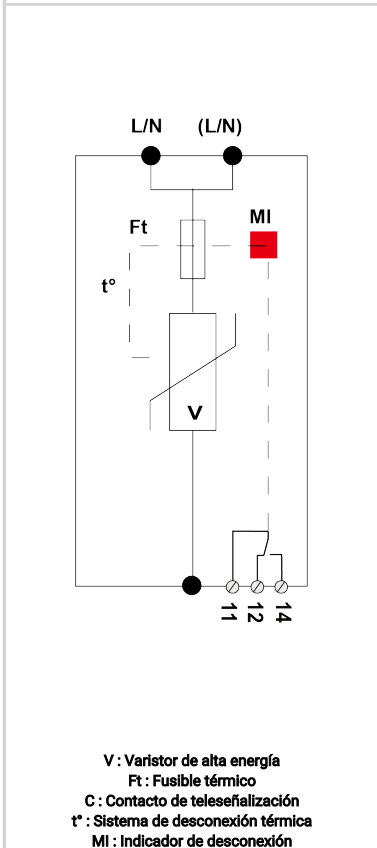 L/N (L/N)
Ft MI
t°
V
11 12 14
V : Varistor de alta energía
Ft : Fusible térmico
C : Contacto de teleseñalización
t° : Sistema de desconexión térmica
MI : Indicador de desconexión